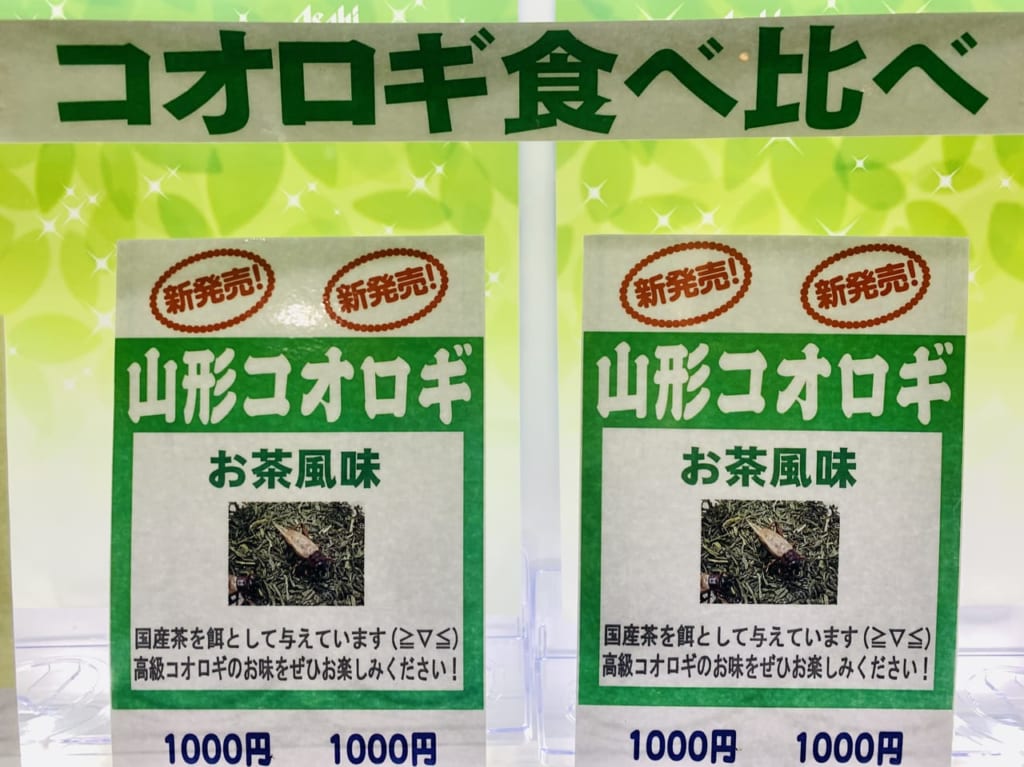 Asahi
コオロギ食べ比べ
新発売!
新発売!
山形コオロギ
お茶風味
国産茶を餌として与えています(≧∇≦)
高級コオロギのお味をぜひお楽しみください!
1000円
1000円
新発売!
新発売!
山形コオロギ
お茶風味
国産茶を餌として与えています(≧∇≦)
高級コオロギのお味をぜひお楽しみください!
1000円
1000円